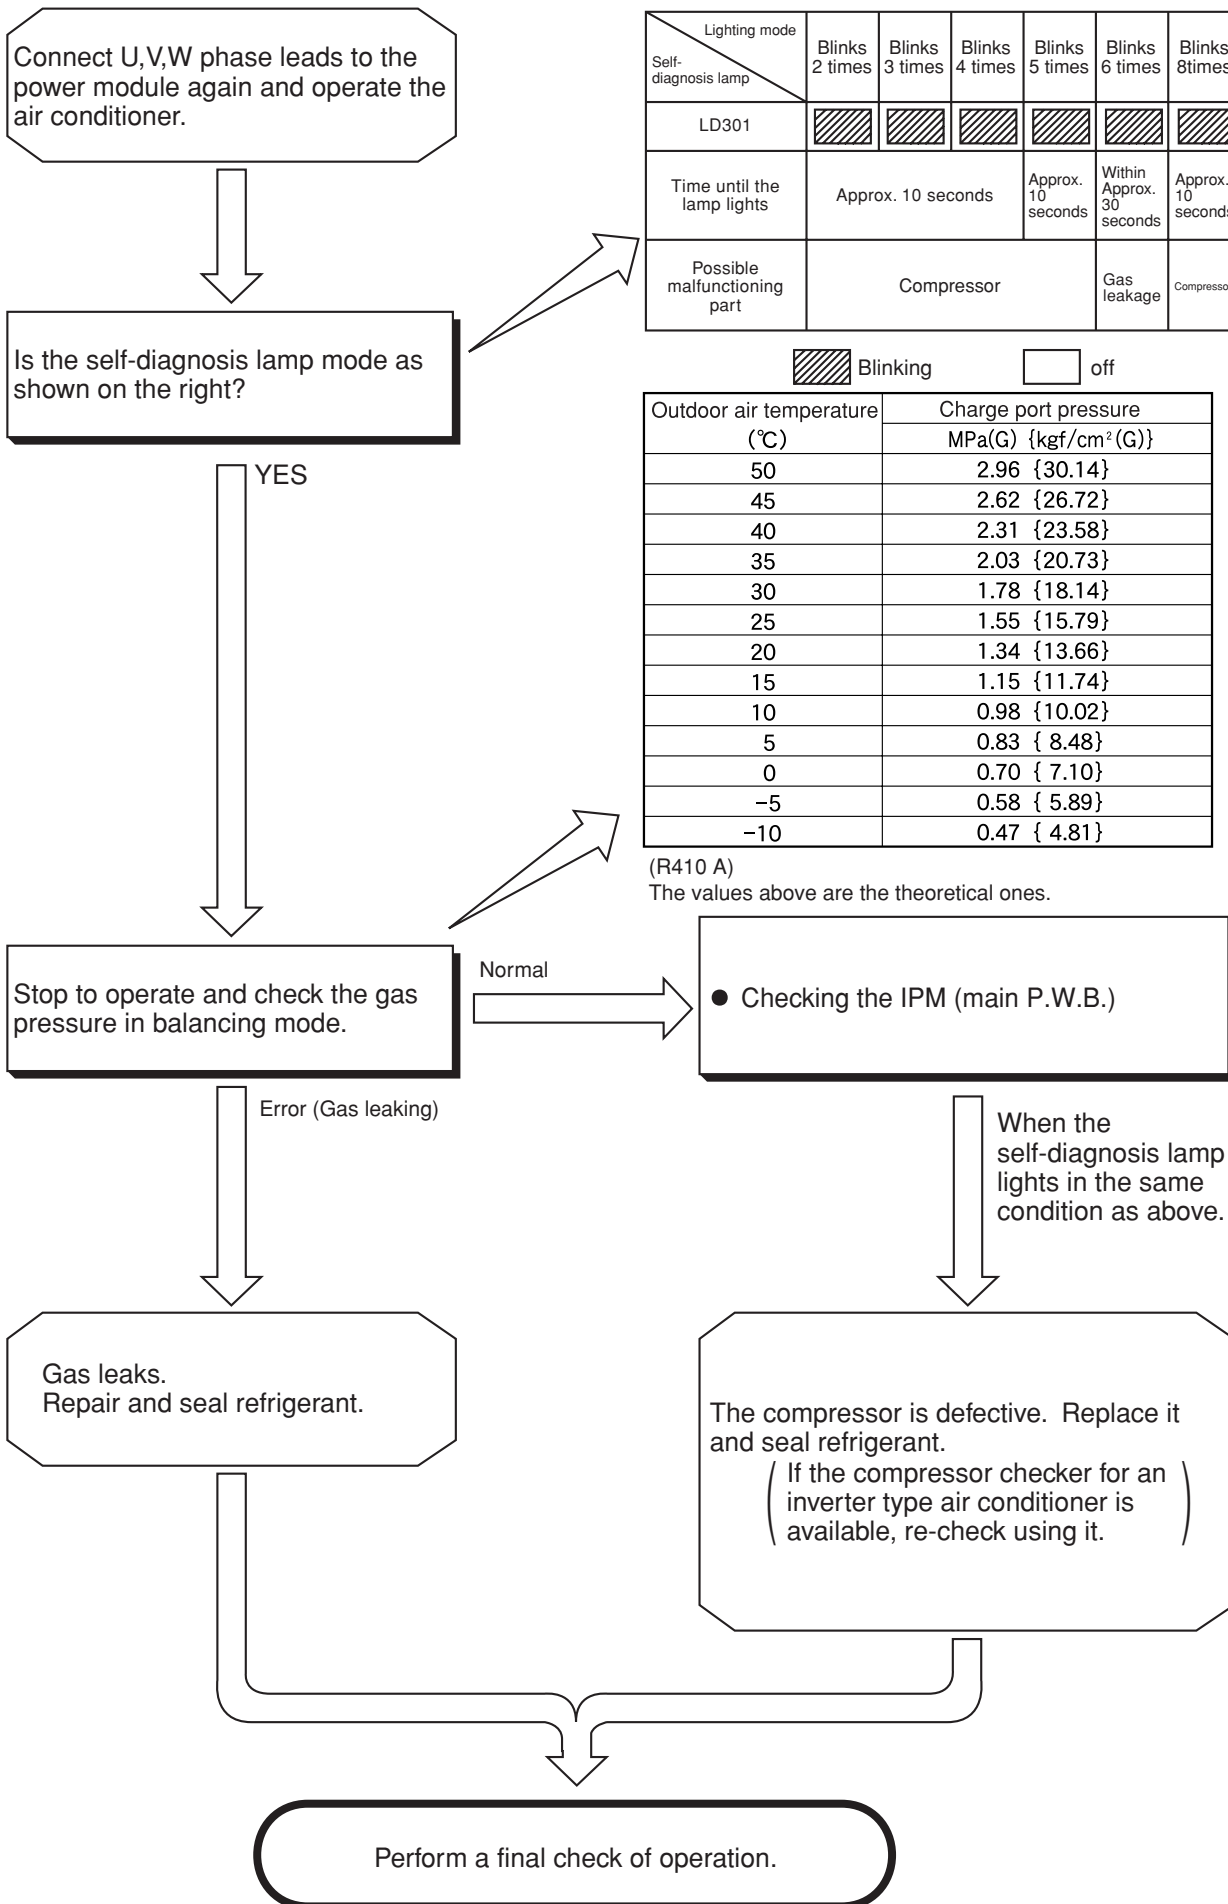 Connect U,V,W phase leads to the
power module again and operate the
air conditioner.
Is the self-diagnosis lamp mode as
shown on the right?
YES
Lighting mode
Self-
diagnosis lamp
Blinks
2 times
Blinks
3 times
Blinks
4 times
Blinks
5 times
Blinks
6 times
Blinks
8times
LD301
Time until the
lamp lights
Approx. 10 seconds
Approx.
10
seconds
Within
Approx.
30
seconds
Approx.
10
seconds
Possible
malfunctioning
part
Compressor
Gas
leakage
Compressor
Blinking
off
Outdoor air temperature
(℃)
Charge port pressure
MPa(G) {kgf/cm²(G)}
50 2.96 {30.14}
45 2.62 {26.72}
40 2.31 {23.58}
35 2.03 {20.73}
30 1.78 {18.14}
25 1.55 {15.79}
20 1.34 {13.66}
15 1.15 {11.74}
10 0.98 {10.02}
5 0.83 { 8.48}
0 0.70 { 7.10}
−5 0.58 { 5.89}
−10 0.47 { 4.81}
(R410 A)
The values above are the theoretical ones.
Stop to operate and check the gas
pressure in balancing mode.
Normal
● Checking the IPM (main P.W.B.)
Error (Gas leaking)
When the
self-diagnosis lamp
lights in the same
condition as above.
Gas leaks.
Repair and seal refrigerant.
The compressor is defective. Replace it
and seal refrigerant.
( If the compressor checker for an
inverter type air conditioner is
available, re-check using it. )
Perform a final check of operation.